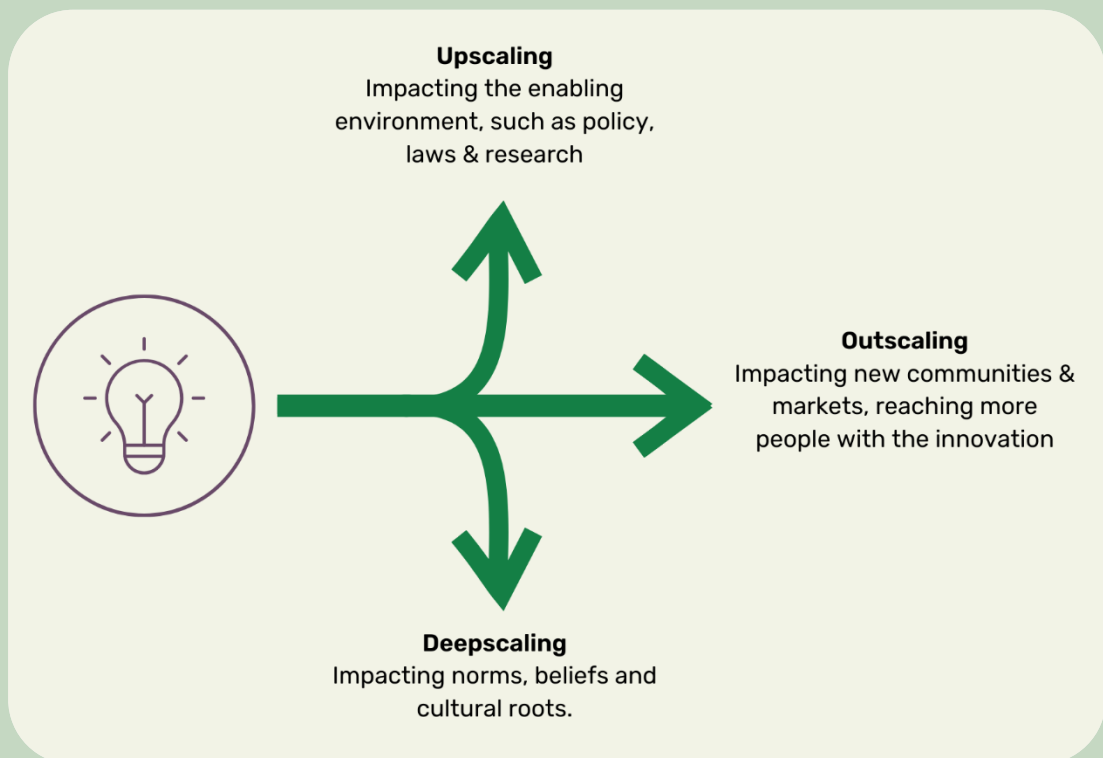 Upscaling
Impacting the enabling
environment, such as policy,
laws & research
Outscaling
Impacting new communities &
markets, reaching more
people with the innovation
Deepscaling
Impacting norms, beliefs and
cultural roots.